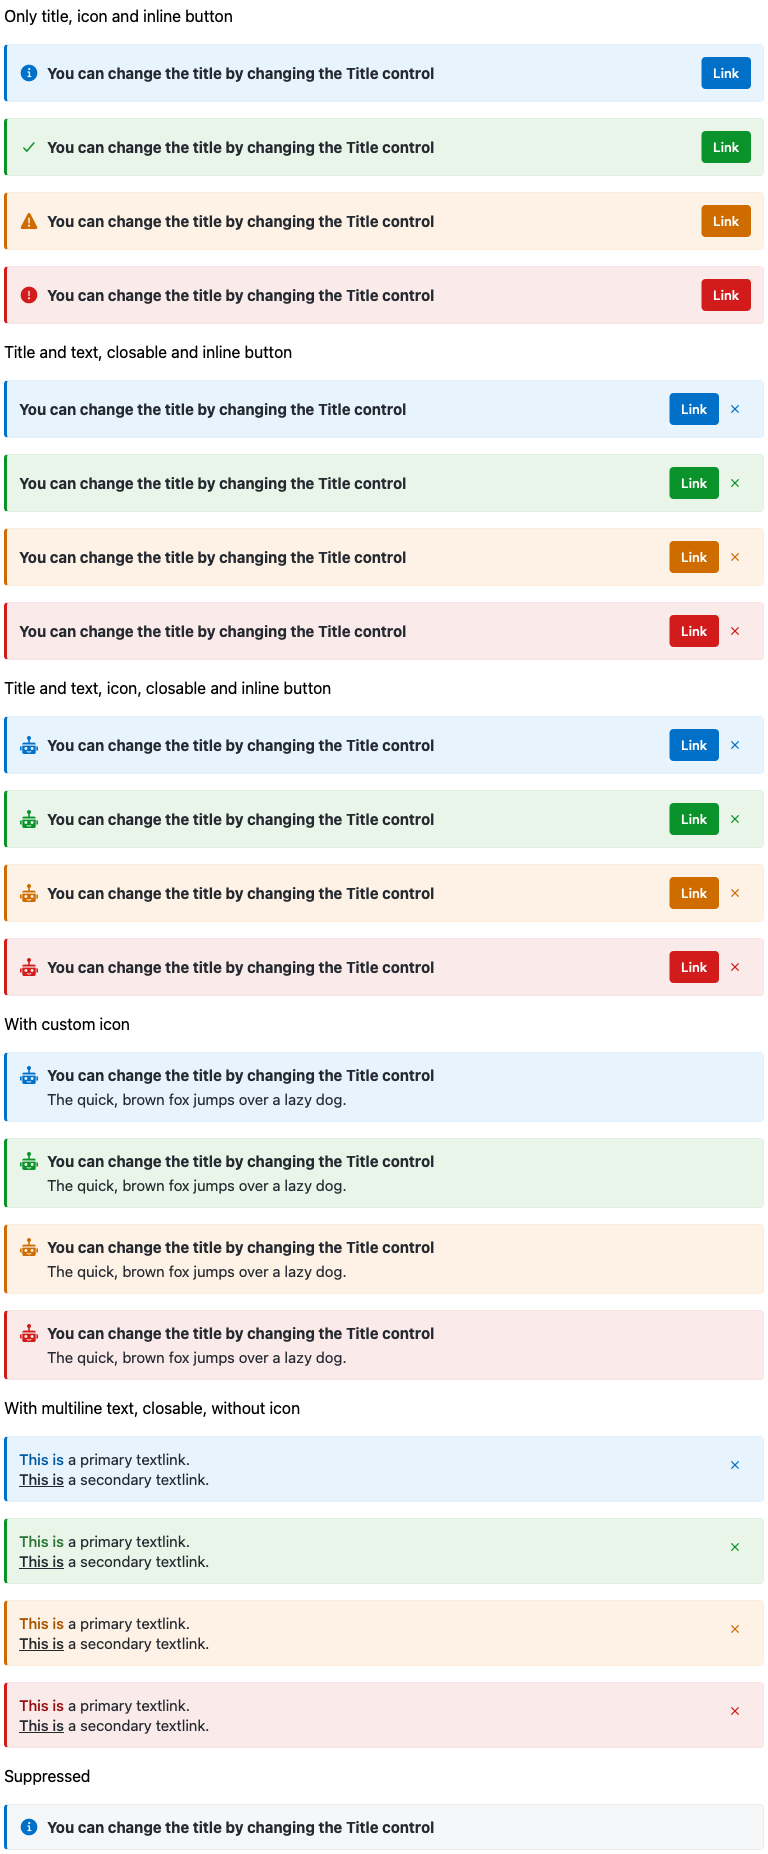 Only title, icon and inline button
You can change the title by changing the Title control Link
You can change the title by changing the Title control Link
You can change the title by changing the Title control Link
You can change the title by changing the Title control Link
Title and text, closable and inline button
You can change the title by changing the Title control Link
You can change the title by changing the Title control Link
You can change the title by changing the Title control Link
You can change the title by changing the Title control Link
Title and text, icon, closable and inline button
You can change the title by changing the Title control Link
You can change the title by changing the Title control Link
You can change the title by changing the Title control Link
You can change the title by changing the Title control Link
With custom icon
You can change the title by changing the Title control
The quick, brown fox jumps over a lazy dog.
You can change the title by changing the Title control
The quick, brown fox jumps over a lazy dog.
You can change the title by changing the Title control
The quick, brown fox jumps over a lazy dog.
You can change the title by changing the Title control
The quick, brown fox jumps over a lazy dog.
With multiline text, closable, without icon
This is a primary textlink.
This is a secondary textlink.
This is a primary textlink.
This is a secondary textlink.
This is a primary textlink.
This is a secondary textlink.
This is a primary textlink.
This is a secondary textlink.
Suppressed
You can change the title by changing the Title control